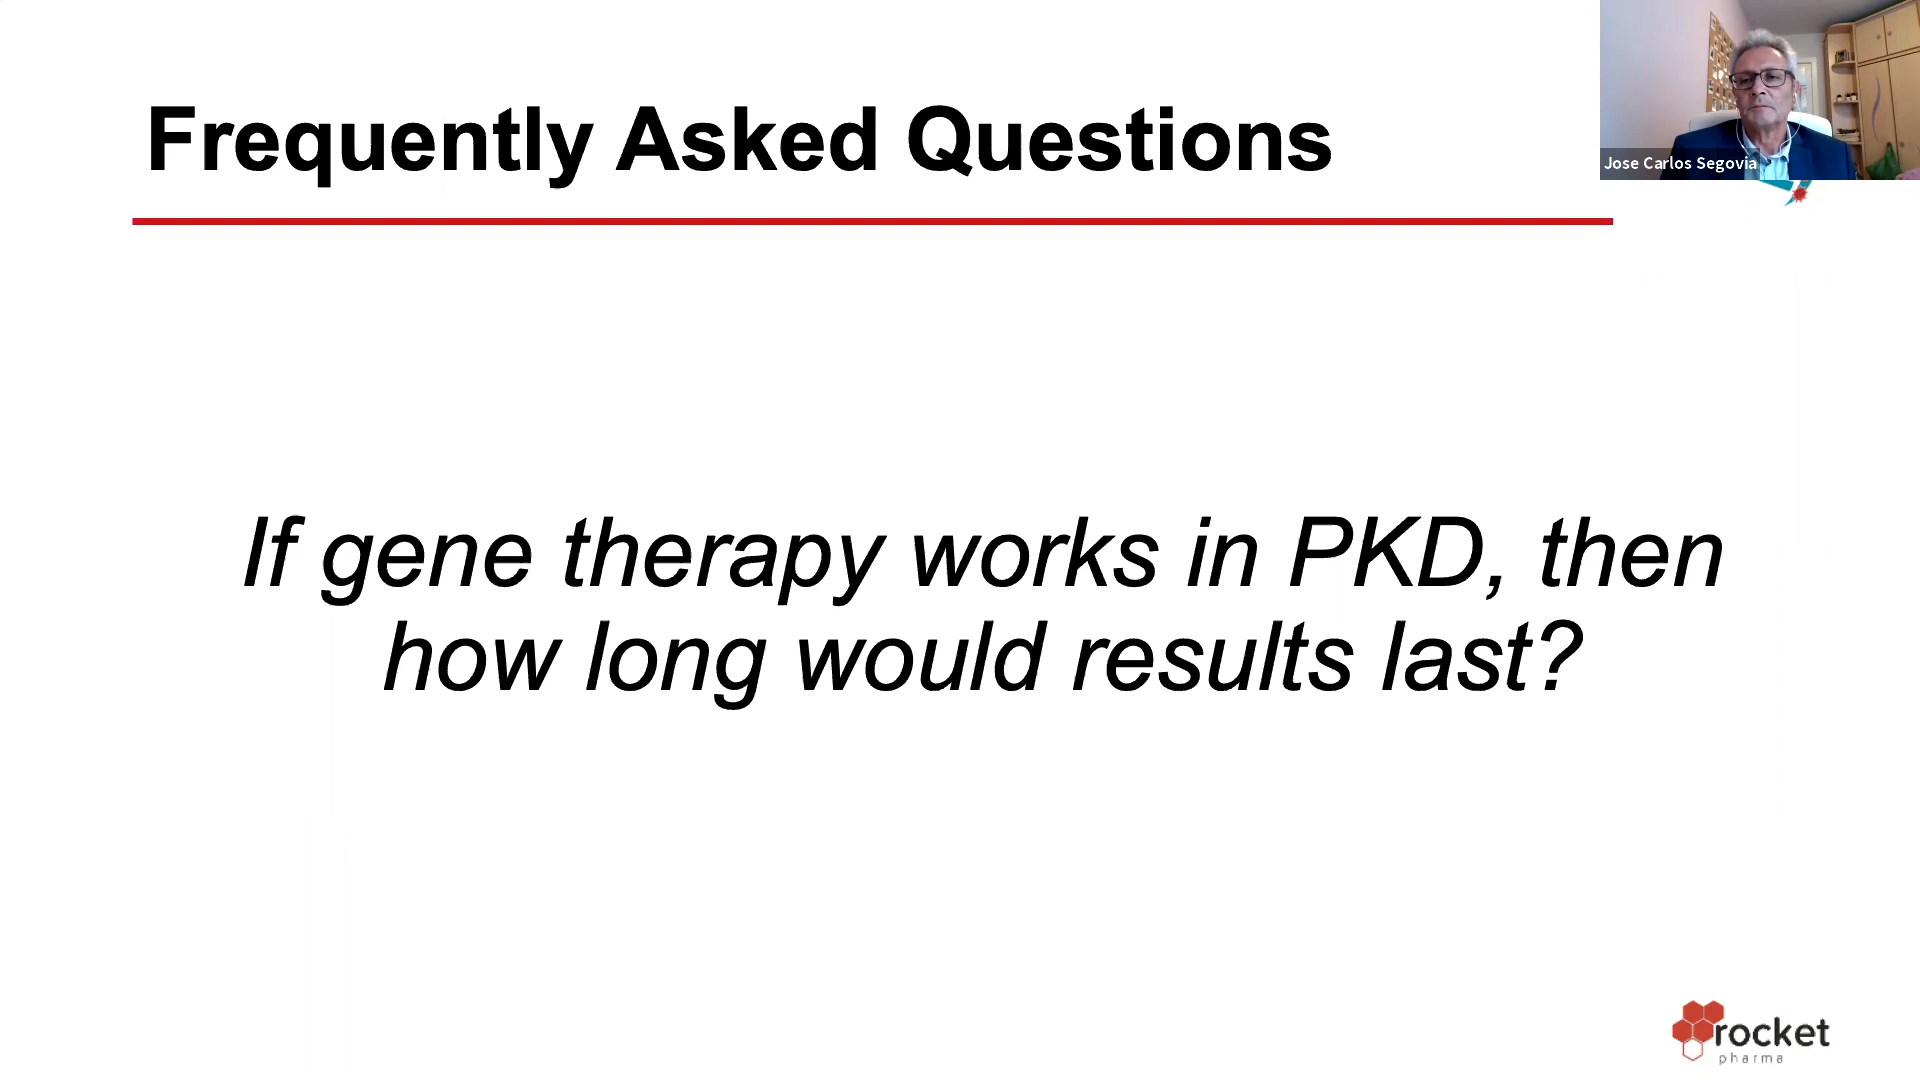 Frequently Asked Questions
Jose Carlos Segovia
If gene therapy works in PKD, then
how long would results last?
rocket
pharma